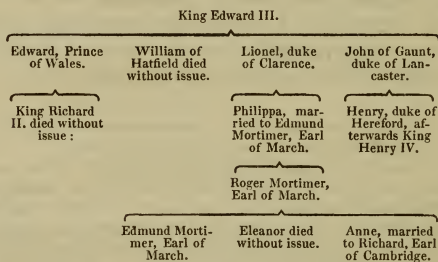 King Edward III.
Edward, Prince
of Wales.
William of
Hatfield died
without issue.
Lionel, duke
of Clarence.
John of Gaunt,
duke of Lan-
caster.
King Richard
II. died without
issue :
Philippa, mar-
ried to Edmund
Mortimer, Earl
of March.
Henry, duke of
Hereford, af-
terwards King
Henry IV.
Roger Mortimer,
Earl of March.
Edmund Morti-
mer, Earl of
March.
Eleanor died
without issue.
Anne, married
to Richard, Earl
of Cambridge.